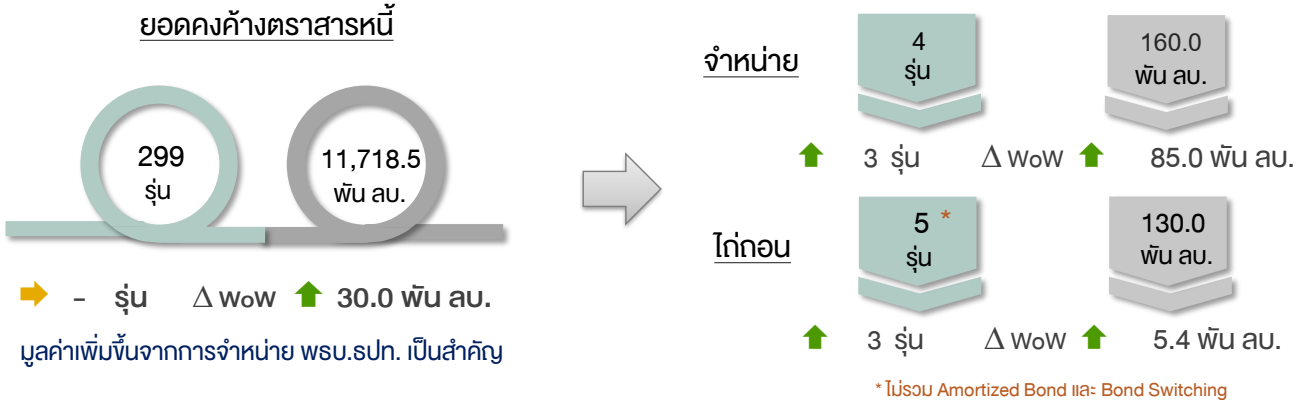 ยอดคงค้างตราสารหนี้
299
รุ่น
11,718.5
พัน ลบ.
- รุ่น Δ WoW 30.0 พัน ลบ.
มูลค่าเพิ่มขึ้นจากการจำหน่าย พธบ.ธปท. เป็นสำคัญ
จำหน่าย
4
รุ่น
160.0
พัน ลบ.
3 รุ่น Δ WoW 85.0 พัน ลบ.
ไถ่ถอน
5 *
รุ่น
130.0
พัน ลบ.
3 รุ่น Δ WoW 5.4 พัน ลบ.
* ไม่รวม Amortized Bond และ Bond Switching